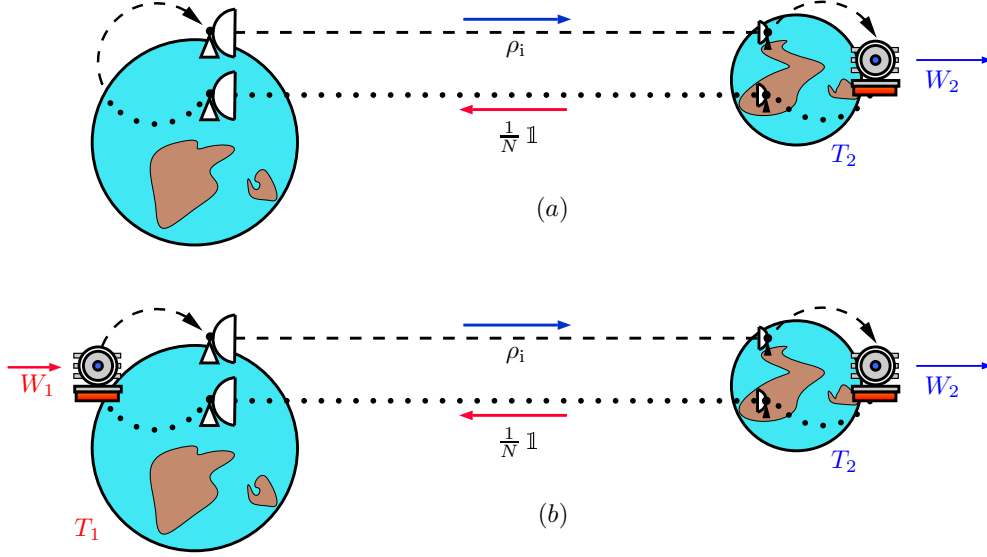 ρ_i
W_2
1/N 𝟙
T_2
(a)
W_1
ρ_i
W_2
1/N 𝟙
T_2
T_1
(b)